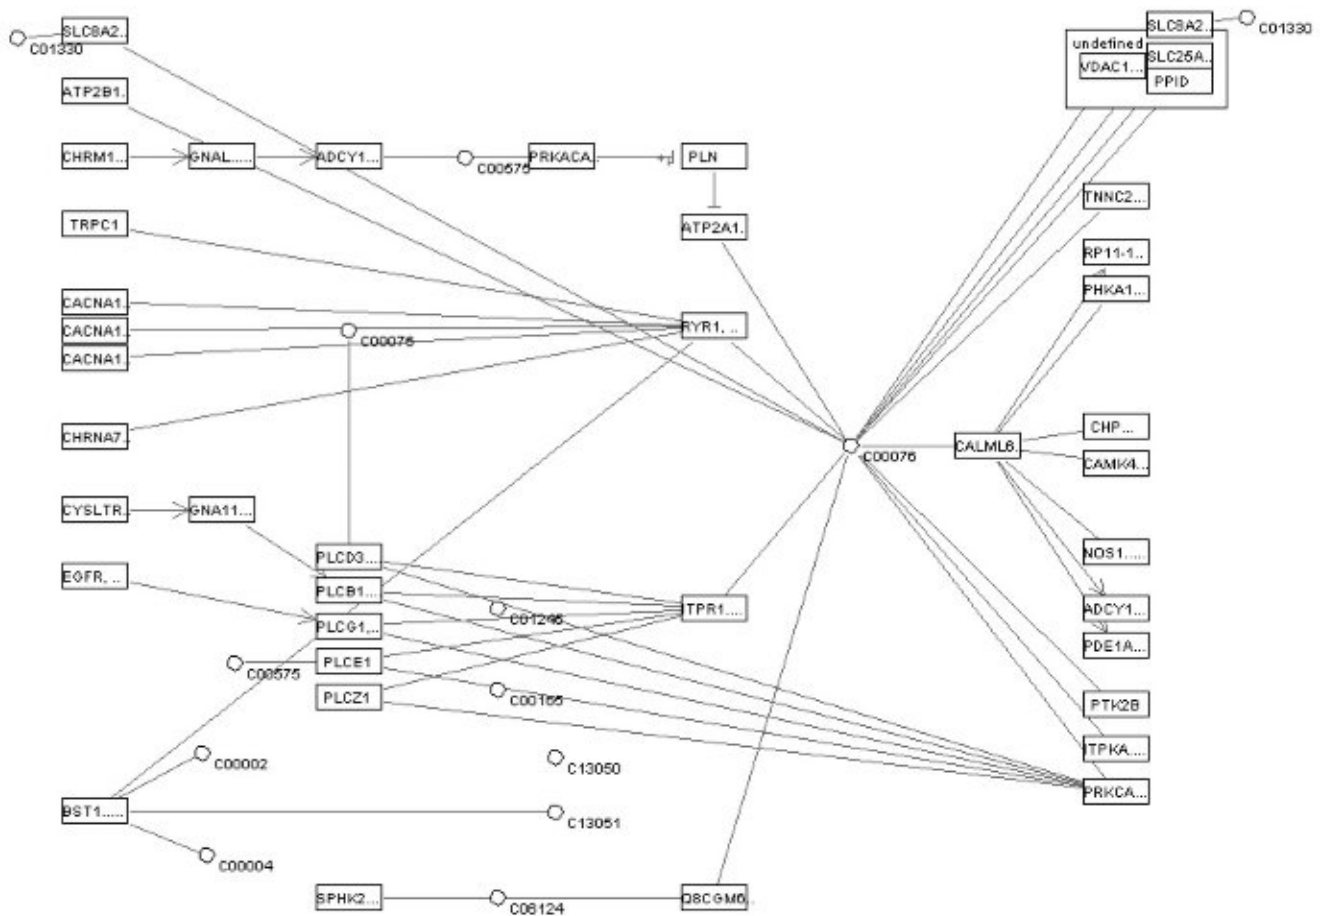 SLC8A2..
C01330
SLC8A2..
C01330
undefined
SLC25A..
VDAC1...
PPID
ATP2B1.
CHRM1...
GNAL.....
ADCY1...
C00575
PRKACA..
+p
PLN
TNNC2...
TRPC1
ATP2A1.
RP11-1..
PHKA1...
CACNA1.
CACNA1.
CACNA1.
C00076
RYR1, ...
CHRNA7.
CHP...
C00076
CALML6.
CAMK4...
CYSLTR..
GNA11...
PLCD3...
NOS1.....
EGFR, ...
PLCB1...
C01245
ITPR1....
ADCY1...
PLCG1,..
PDE1A...
C00575
PLCE1
PLCZ1
C00165
PTK2B
C00002
C13050
ITPKA....
PRKCA...
BST1.....
C13051
C00004
SPHK2...
C06124
Q8CGM0..